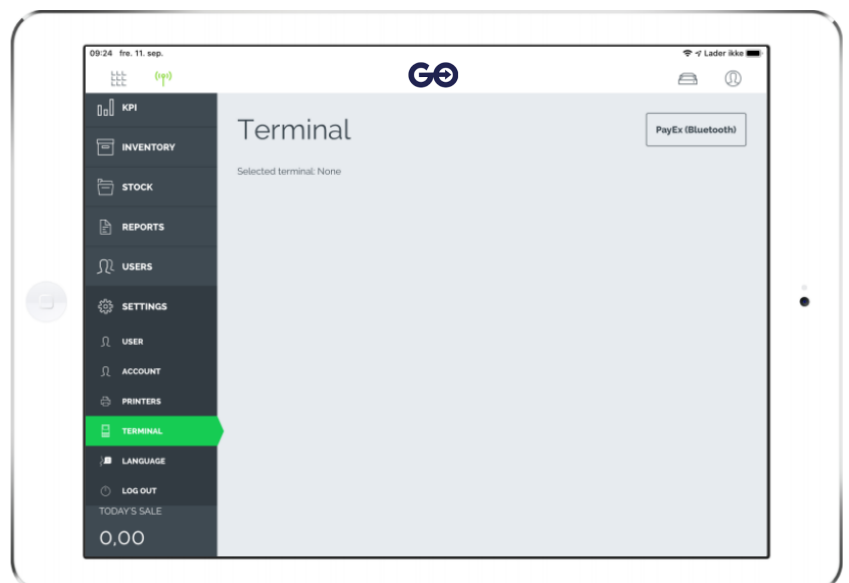 09:24 fre. 11. sep.
Lader ikke
GO
KPI
INVENTORY
STOCK
REPORTS
USERS
SETTINGS
USER
ACCOUNT
PRINTERS
TERMINAL
LANGUAGE
LOG OUT
TODAY'S SALE
0,00
Terminal
PayEx (Bluetooth)
Selected terminal: None